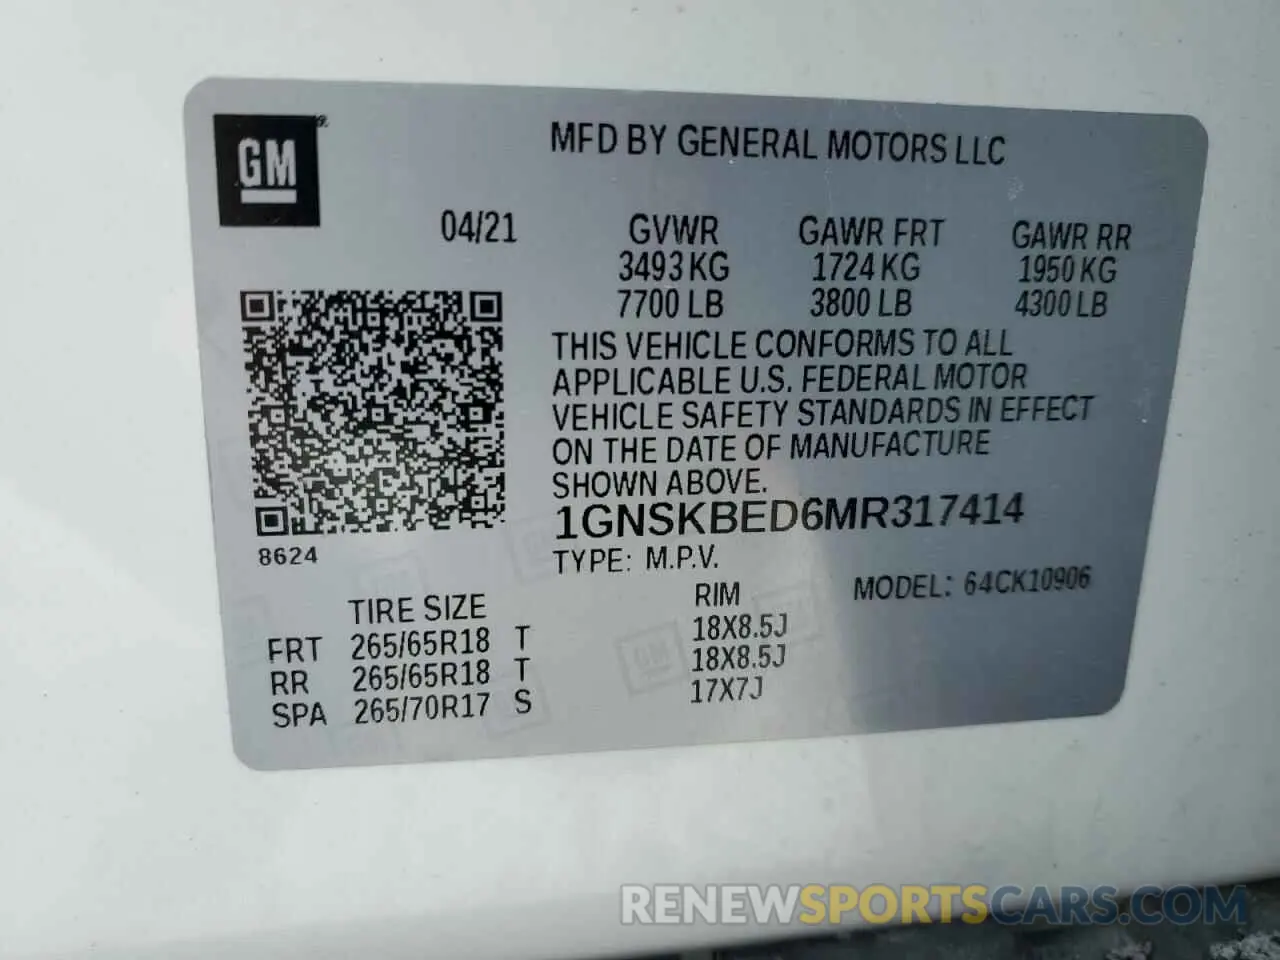 GM
MFD BY GENERAL MOTORS LLC
04/21 GVWR GAWR FRT GAWR RR
3493 KG 1724 KG 1950 KG
7700 LB 3800 LB 4300 LB
THIS VEHICLE CONFORMS TO ALL
APPLICABLE U.S. FEDERAL MOTOR
VEHICLE SAFETY STANDARDS IN EFFECT
ON THE DATE OF MANUFACTURE
SHOWN ABOVE.
1GNSKBED6MR317414
8624
TYPE: M.P.V.
MODEL: 64CK10906
TIRE SIZE RIM
FRT 265/65R18 T 18X8.5J
RR 265/65R18 T 18X8.5J
SPA 265/70R17 S 17X7J
GM
RENEWSPORTSCARS.COM